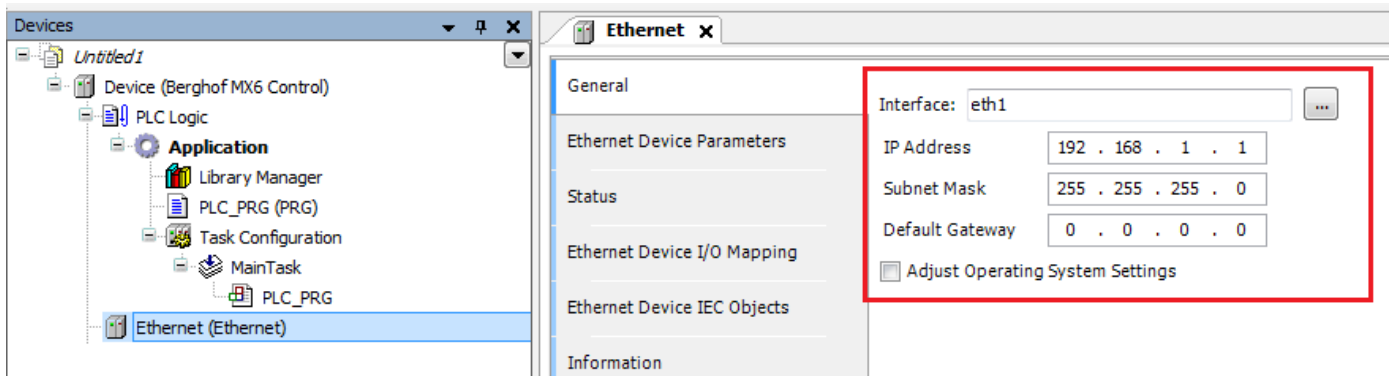 Devices
Untitled1
Device (Berghof MX6 Control)
PLC Logic
Application
Library Manager
PLC_PRG (PRG)
Task Configuration
MainTask
PLC_PRG
Ethernet (Ethernet)
Ethernet
General
Ethernet Device Parameters
Status
Ethernet Device I/O Mapping
Ethernet Device IEC Objects
Information
Interface: eth1 ...
IP Address 192 . 168 . 1 . 1
Subnet Mask 255 . 255 . 255 . 0
Default Gateway 0 . 0 . 0 . 0
Adjust Operating System Settings